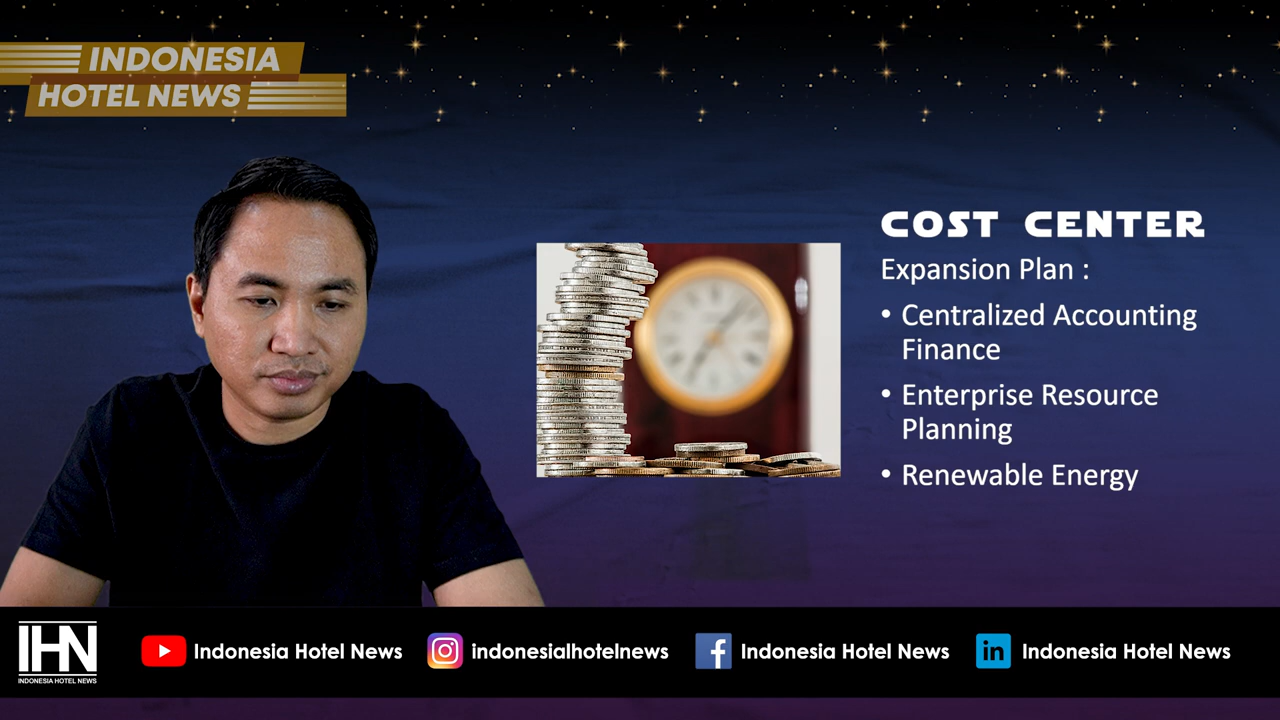 INDONESIA
HOTEL NEWS
COST CENTER
Expansion Plan :
• Centralized Accounting
Finance
• Enterprise Resource
Planning
• Renewable Energy
IHN
INDONESIA HOTEL NEWS
Indonesia Hotel News
indonesialhotelnews
Indonesia Hotel News
in
Indonesia Hotel News